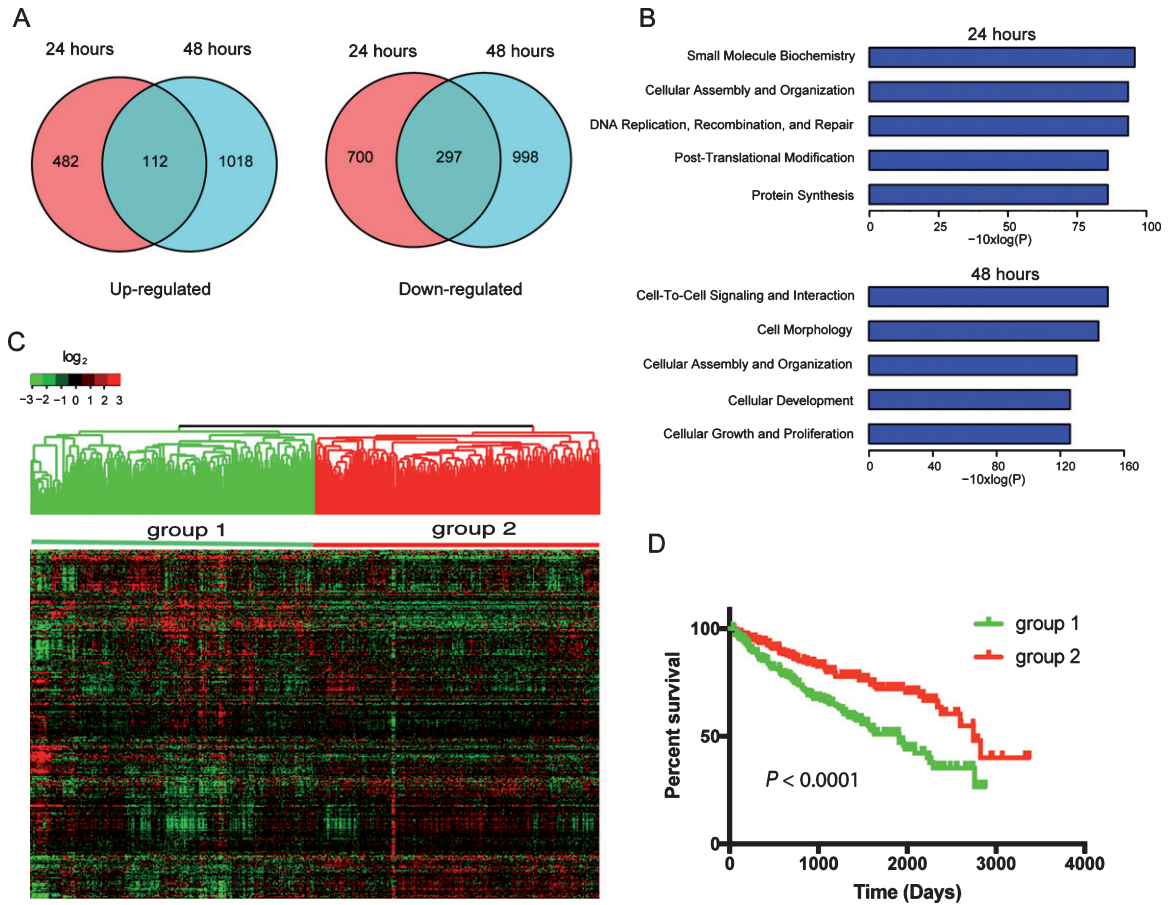 A
24 hours
48 hours
482
112
1018
Up-regulated
24 hours
48 hours
700
297
998
Down-regulated
B
24 hours
Small Molecule Biochemistry
Cellular Assembly and Organization
DNA Replication, Recombination, and Repair
Post-Translational Modification
Protein Synthesis
0 25 50 75 100
−10xlog(P)
48 hours
Cell-To-Cell Signaling and Interaction
Cell Morphology
Cellular Assembly and Organization
Cellular Development
Cellular Growth and Proliferation
0 40 80 120 160
−10xlog(P)
C
log₂
−3 −2 −1 0 1 2 3
group 1
group 2
D
group 1
group 2
100
50
0
Percent survival
P < 0.0001
0 1000 2000 3000 4000
Time (Days)